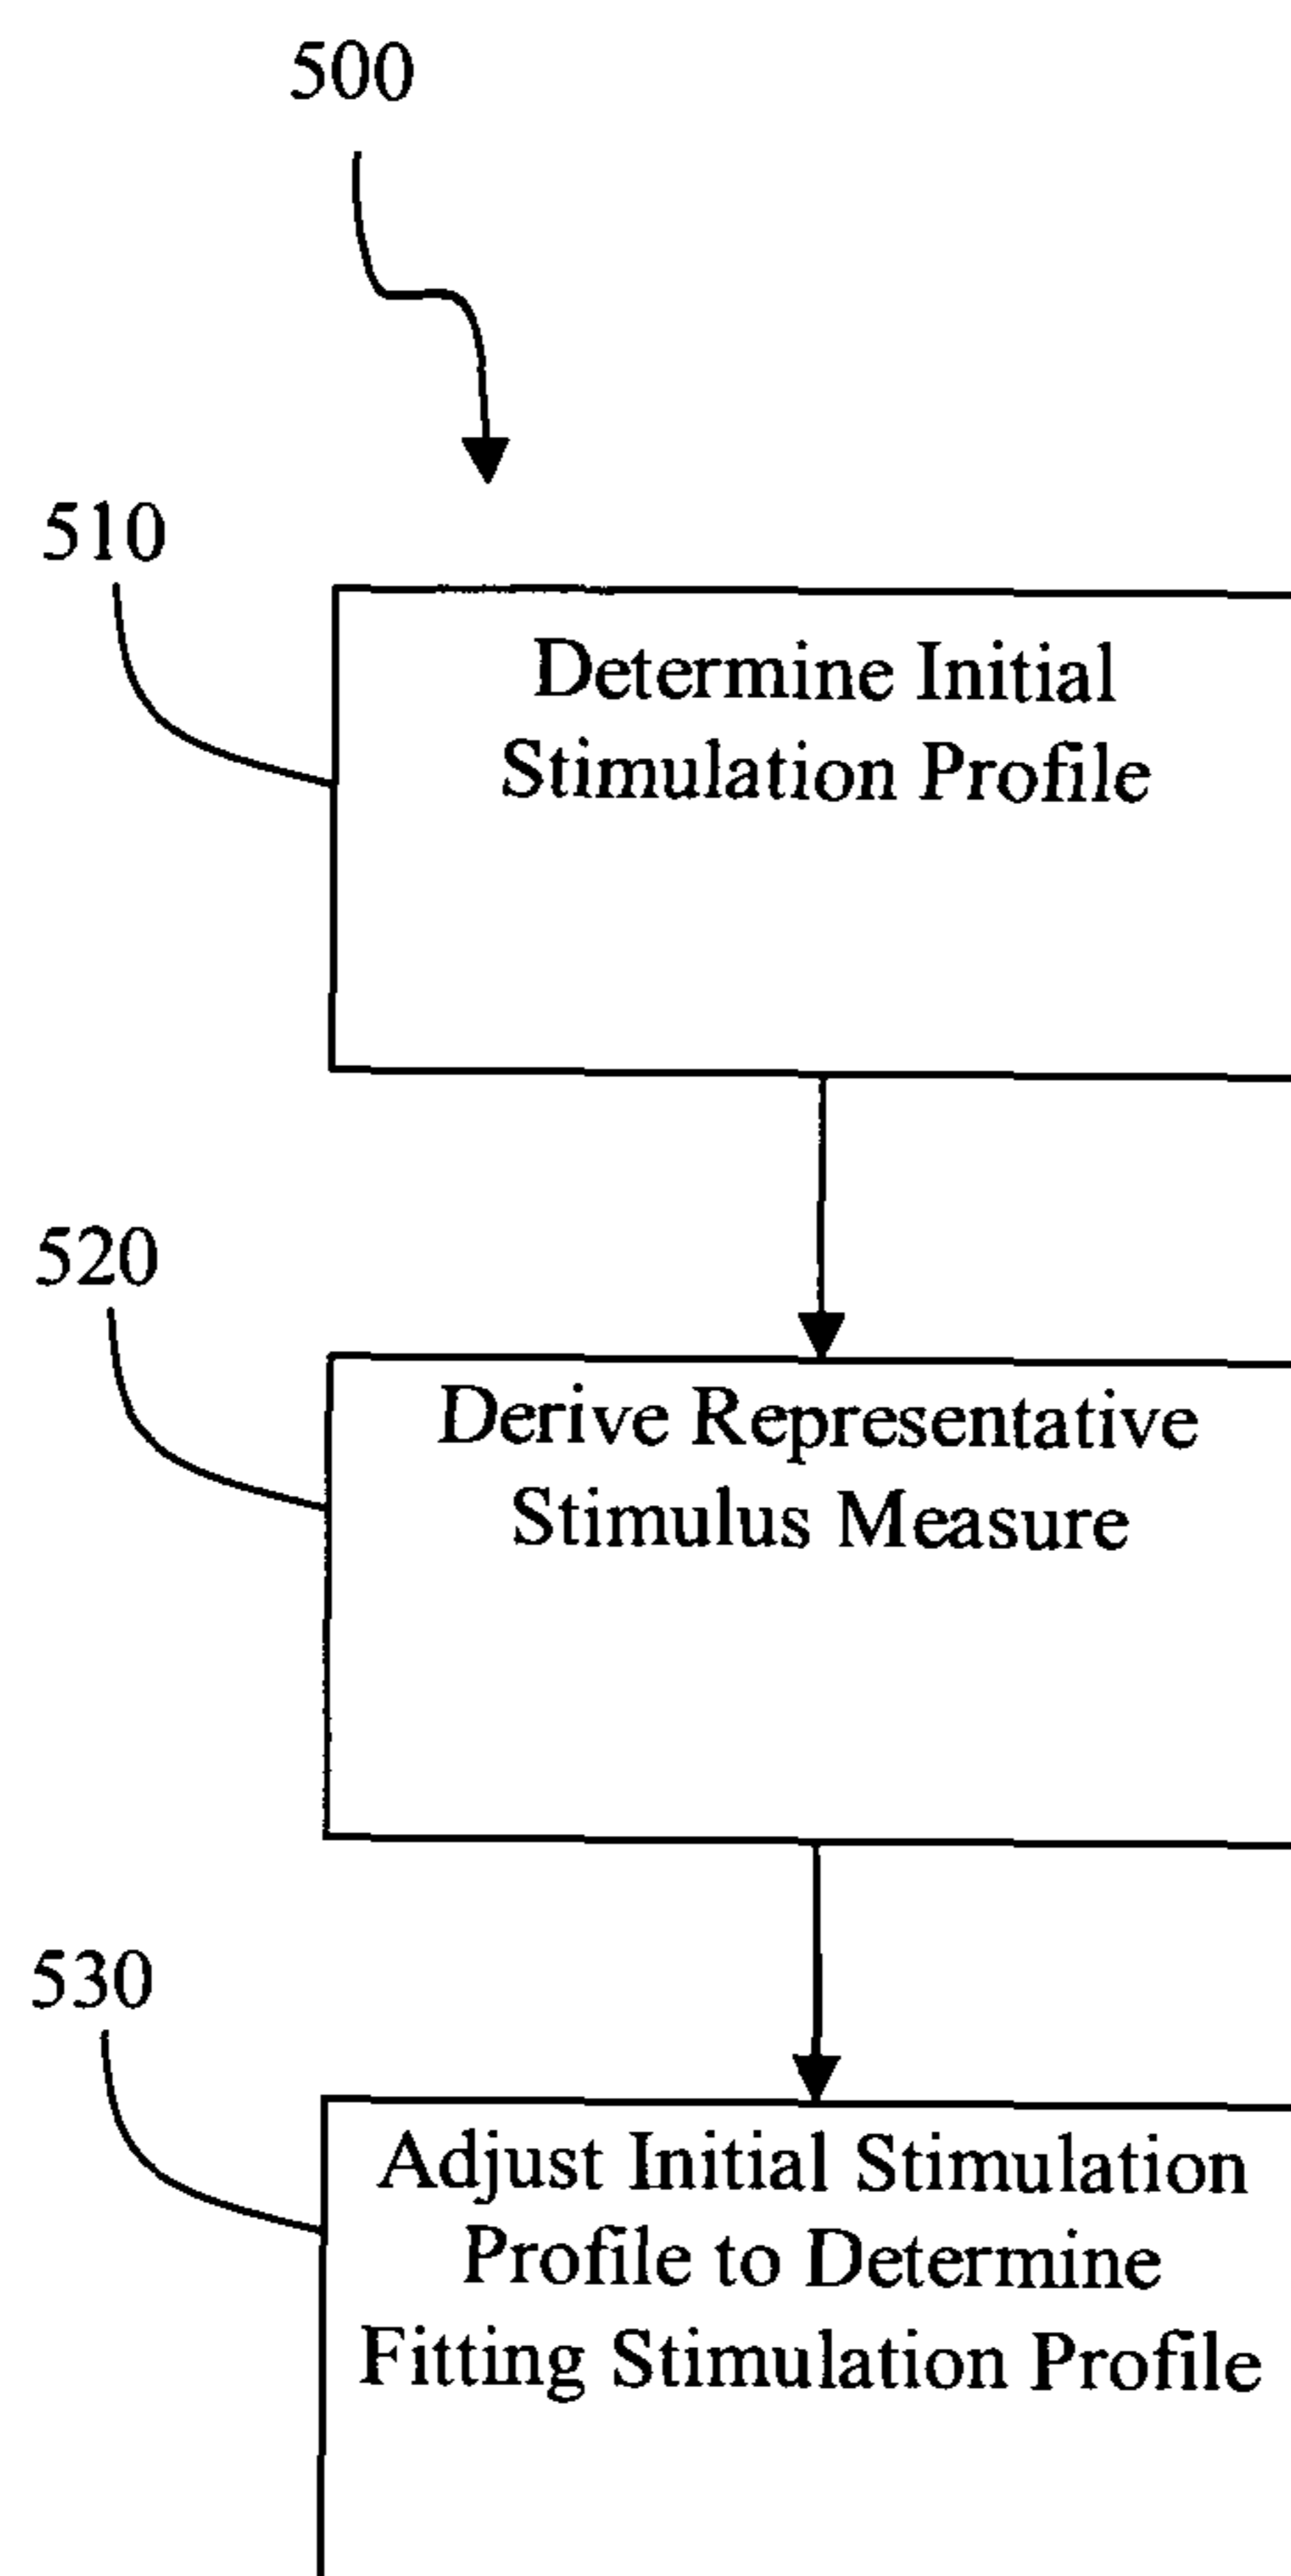 500
510
Determine Initial
Stimulation Profile
520
Derive Representative
Stimulus Measure
530
Adjust Initial Stimulation
Profile to Determine
Fitting Stimulation Profile